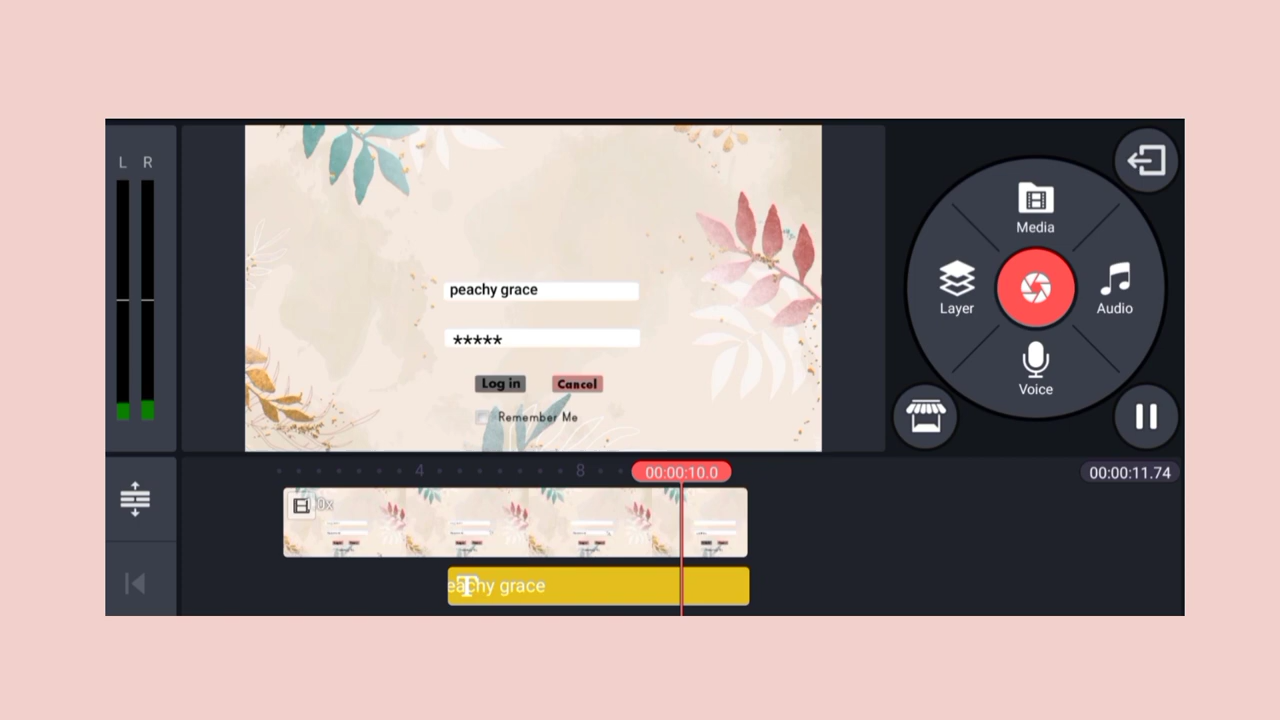 L R
peachy grace
*****
Log in Cancel
Remember Me
Media
Layer
Audio
Voice
4 8 00:00:10.0 00:00:11.74
eachy grace